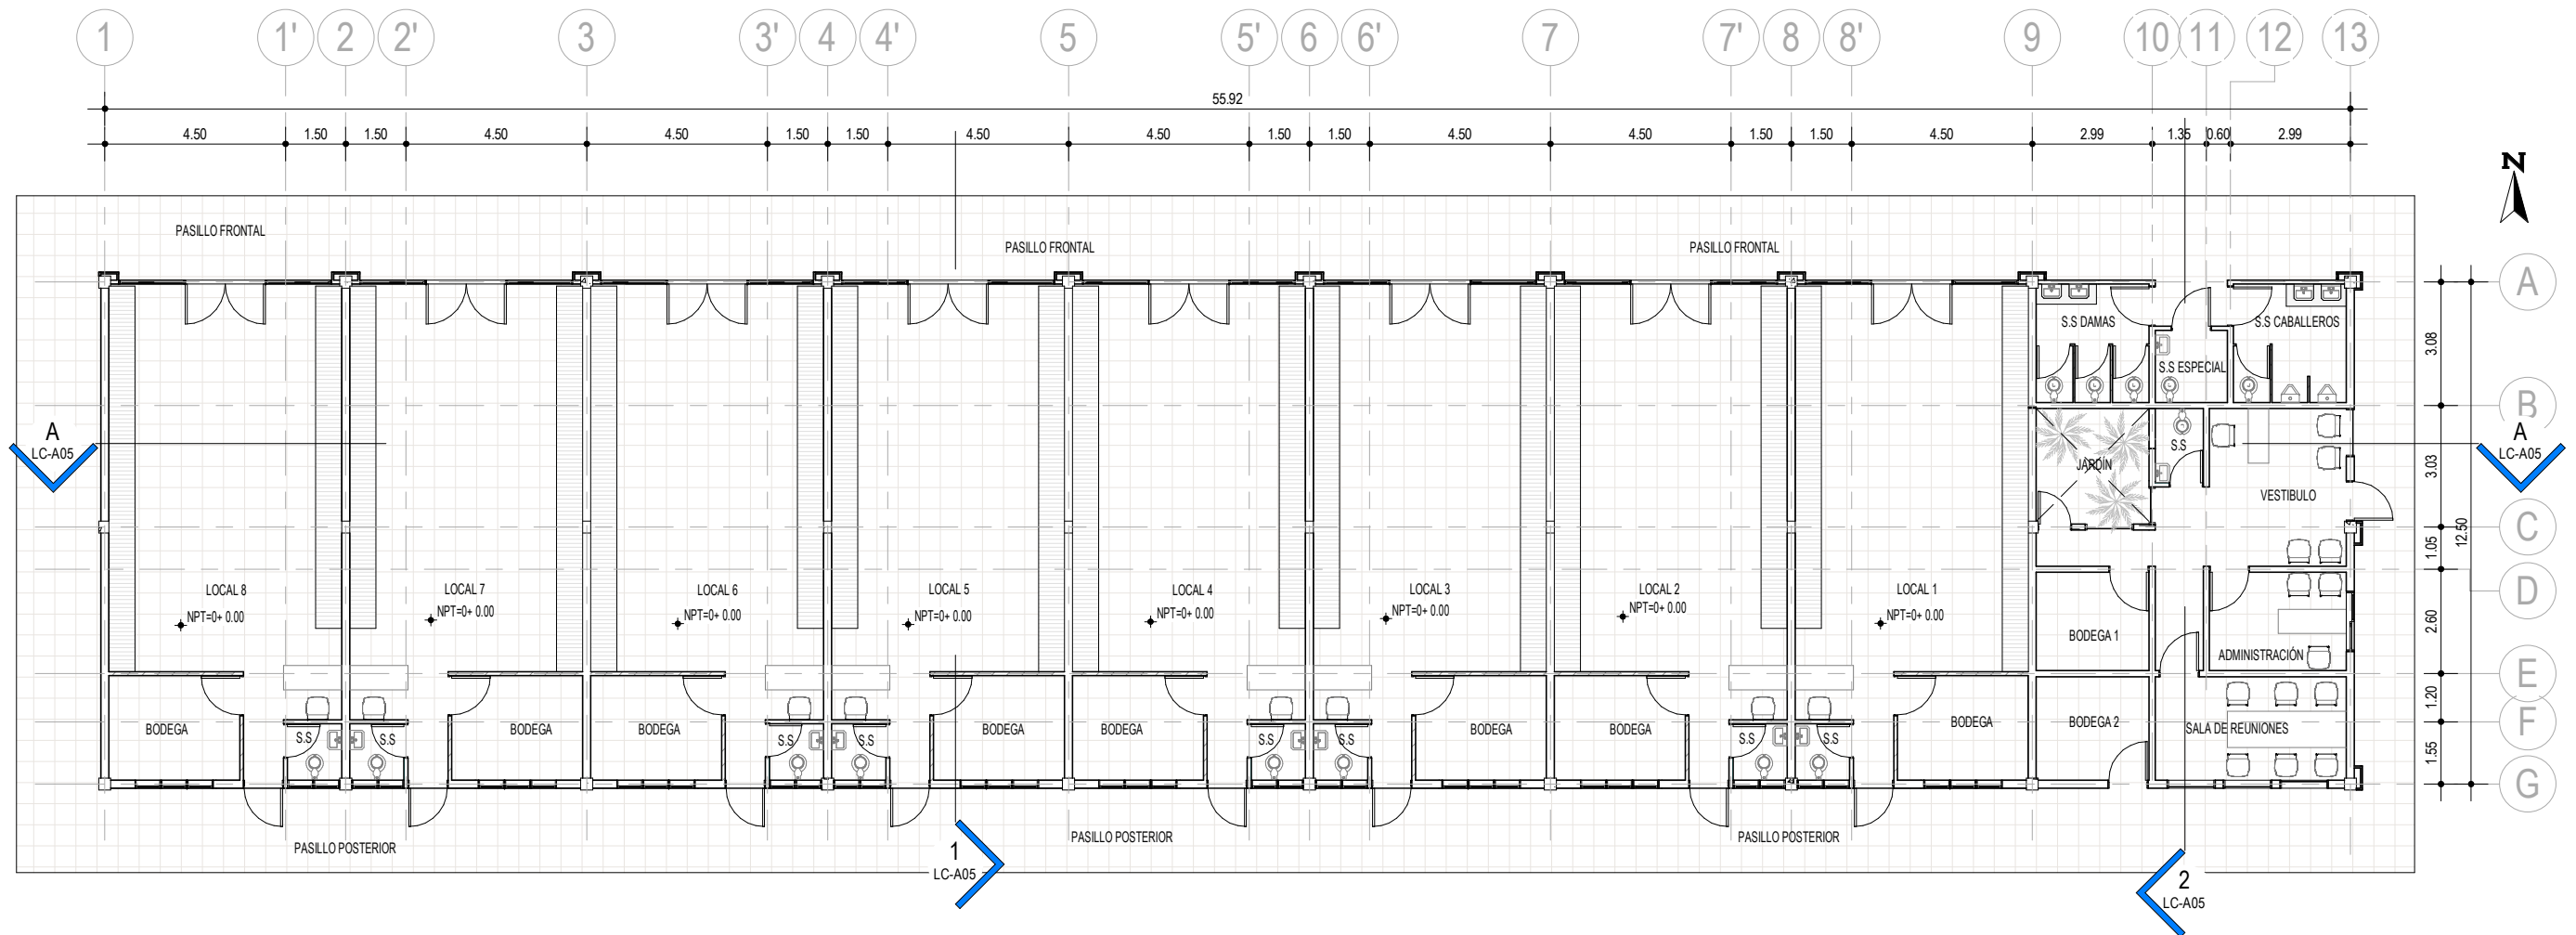 1 1' 2 2' 3 3' 4 4' 5 5' 6 6' 7 7' 8 8' 9 10 11 12 13
55.92
4.50 1.50 1.50 4.50 4.50 1.50 1.50 4.50 4.50 1.50 1.50 4.50 4.50 1.50 1.50 4.50 2.99 1.35 0.60 2.99
N
PASILLO FRONTAL
PASILLO FRONTAL
PASILLO FRONTAL
A
S.S DAMAS
S.S CABALLEROS
3.08
S.S ESPECIAL
B
A
LC-A05
A
LC-A05
S.S
JARDÍN
3.03
VESTIBULO
C
12.50
1.05
LOCAL 8
NPT=0+ 0.00
LOCAL 7
NPT=0+ 0.00
LOCAL 6
NPT=0+ 0.00
LOCAL 5
NPT=0+ 0.00
LOCAL 4
NPT=0+ 0.00
LOCAL 3
NPT=0+ 0.00
LOCAL 2
NPT=0+ 0.00
LOCAL 1
NPT=0+ 0.00
D
2.60
BODEGA 1
ADMINISTRACIÓN
E
1.20
BODEGA
S.S
S.S
BODEGA
BODEGA
S.S
S.S
BODEGA
BODEGA
S.S
S.S
BODEGA
BODEGA
S.S
S.S
BODEGA
BODEGA 2
SALA DE REUNIONES
F
1.55
G
PASILLO POSTERIOR
PASILLO POSTERIOR
PASILLO POSTERIOR
1
LC-A05
2
LC-A05